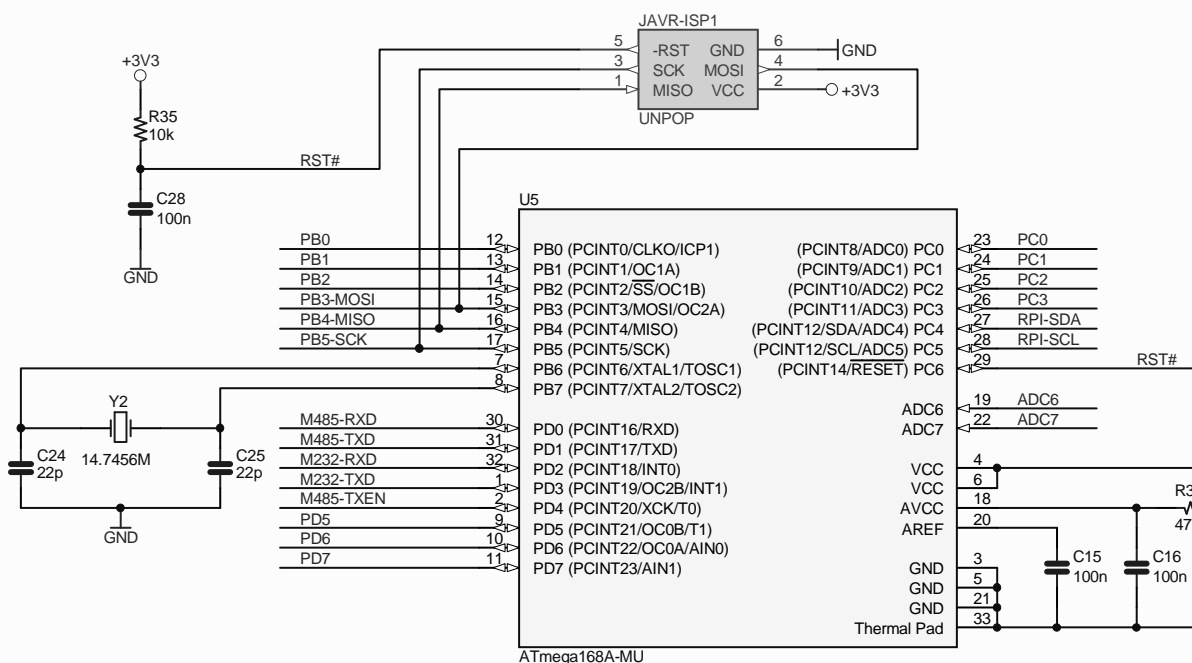 JAVR-ISP1
5 -RST GND 6 GND
3 SCK MOSI 4
1 MISO VCC 2 +3V3
UNPOP
+3V3
R35
10k
RST#
C28
100n
GND
U5
PB0 12 PB0 (PCINT0/CLKO/ICP1) (PCINT8/ADC0) PC0 23 PC0
PB1 13 PB1 (PCINT1/OC1A) (PCINT9/ADC1) PC1 24 PC1
PB2 14 PB2 (PCINT2/SS/OC1B) (PCINT10/ADC2) PC2 25 PC2
PB3-MOSI 15 PB3 (PCINT3/MOSI/OC2A) (PCINT11/ADC3) PC3 26 PC3
PB4-MISO 16 PB4 (PCINT4/MISO) (PCINT12/SDA/ADC4) PC4 27 RPI-SDA
PB5-SCK 17 PB5 (PCINT5/SCK) (PCINT12/SCL/ADC5) PC5 28 RPI-SCL
7 PB6 (PCINT6/XTAL1/TOSC1) (PCINT14/RESET) PC6 29 RST#
8 PB7 (PCINT7/XTAL2/TOSC2)
Y2
14.7456M
C24
22p
C25
22p
GND
ADC6 19 ADC6
ADC7 22 ADC7
M485-RXD 30 PD0 (PCINT16/RXD)
M485-TXD 31 PD1 (PCINT17/TXD)
M232-RXD 32 PD2 (PCINT18/INT0) VCC 4
M232-TXD 1 PD3 (PCINT19/OC2B/INT1) VCC 6
M485-TXEN 2 PD4 (PCINT20/XCK/T0) AVCC 18
PD5 9 PD5 (PCINT21/OC0B/T1) AREF 20
PD6 10 PD6 (PCINT22/OC0A/AIN0)
PD7 11 PD7 (PCINT23/AIN1) GND 3
GND 5
GND 21
Thermal Pad 33
R3
47
C15
100n
C16
100n
ATmega168A-MU